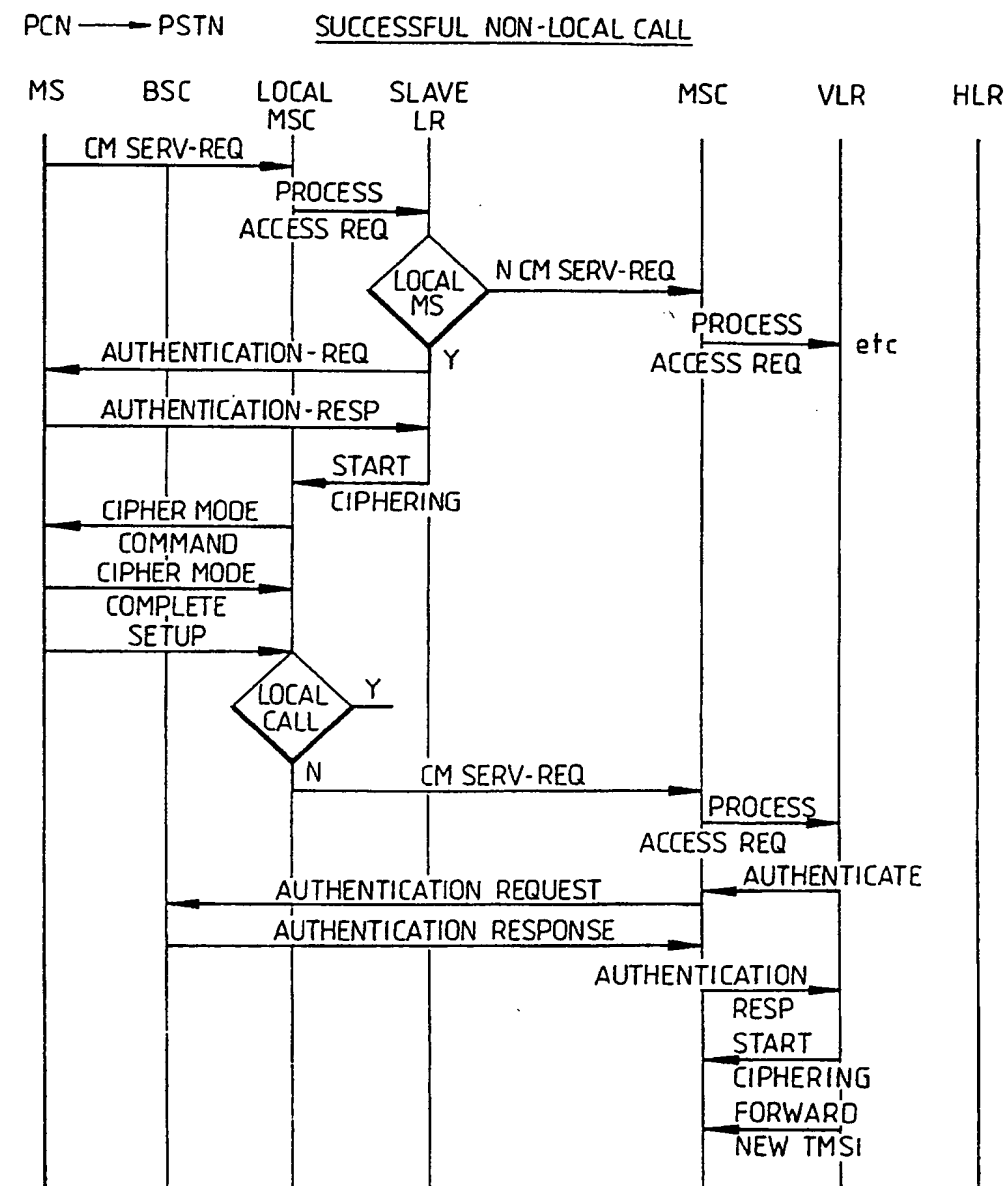 PCN PSTN SUCCESSFUL NON-LOCAL CALL
MS BSC LOCAL MSC SLAVE LR MSC VLR HLR
CM SERV-REQ
PROCESS
ACCESS REQ
LOCAL
MS
N CM SERV-REQ
PROCESS
ACCESS REQ
etc
Y
AUTHENTICATION-REQ
AUTHENTICATION-RESP
START
CIPHERING
CIPHER MODE
COMMAND
CIPHER MODE
COMPLETE
SETUP
LOCAL
CALL
Y
N
CM SERV-REQ
PROCESS
ACCESS REQ
AUTHENTICATE
AUTHENTICATION REQUEST
AUTHENTICATION RESPONSE
AUTHENTICATION
RESP
START
CIPHERING
FORWARD
NEW TMSI